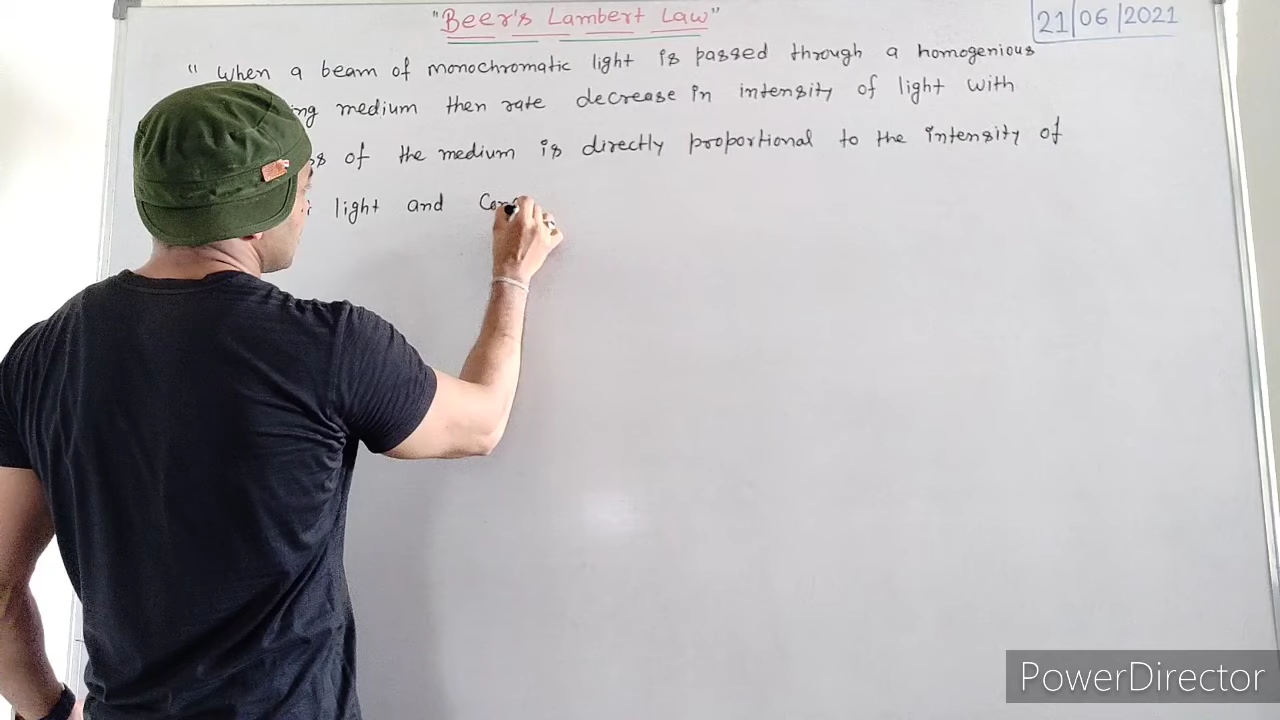 "Beer's Lambert Law"
21/06/2021
" When a beam of monochromatic light is passed through a homogenious
medium then rate decrease in intensity of light with
of the medium is directly proportional to the intensity of
light and
PowerDirector